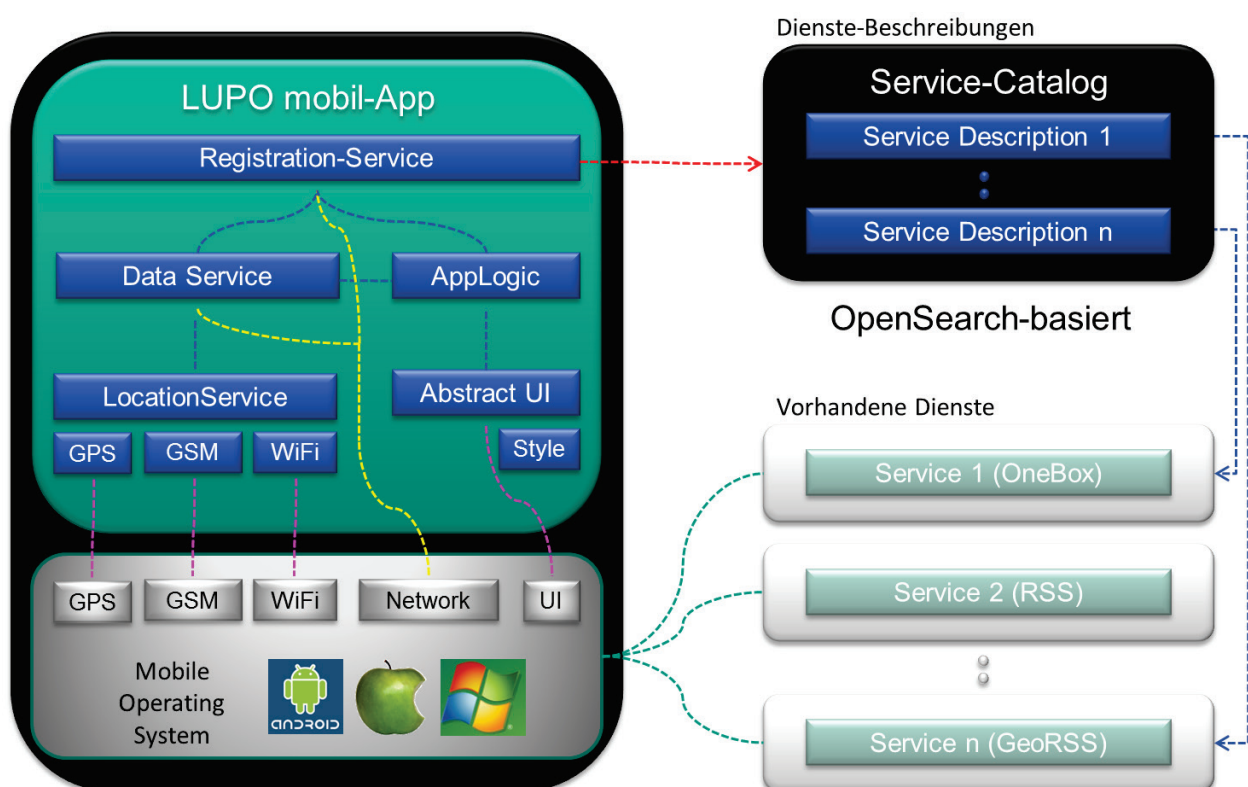 LUPO mobil-App
Registration-Service
Data Service
AppLogic
LocationService
Abstract UI
GPS
GSM
WiFi
Style
GPS
GSM
WiFi
Network
UI
Mobile
Operating
System
ANDROID
Dienste-Beschreibungen
Service-Catalog
Service Description 1
Service Description n
OpenSearch-basiert
Vorhandene Dienste
Service 1 (OneBox)
Service 2 (RSS)
Service n (GeoRSS)